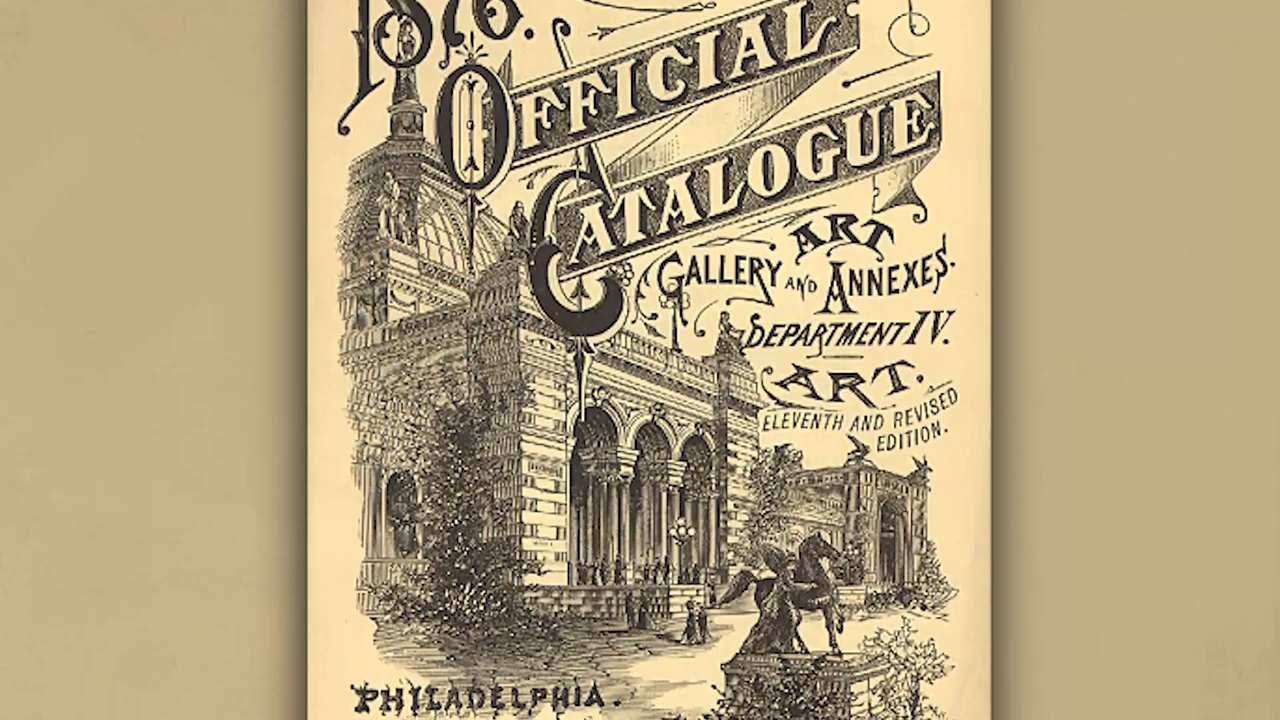 1876.
OFFICIAL
CATALOGUE
ART
GALLERY AND ANNEXES.
DEPARTMENT IV.
ART.
ELEVENTH AND REVISED
EDITION.
PHILADELPHIA.